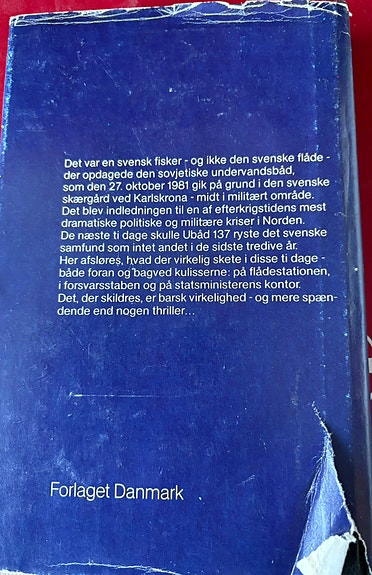 Det var en svensk fisker - og ikke den svenske flåde -
der opdagede den sovjetiske undervandsbåd,
som den 27. oktober 1981 gik på grund i den svenske
skærgård ved Karlskrona - midt i militært område.
Det blev indledningen til en af efterkrigstidens mest
dramatiske politiske og militære kriser i Norden.
De næste ti dage skulle Ubåd 137 ryste det svenske
samfund som intet andet i de sidste tredive år.
Her afsløres, hvad der virkelig skete i disse ti dage -
både foran og bagved kulisserne: på flådestationen,
i forsvarsstaben og på statsministerens kontor.
Det, der skildres, er barsk virkelighed - og mere spæn-
dende end nogen thriller...
Forlaget Danmark